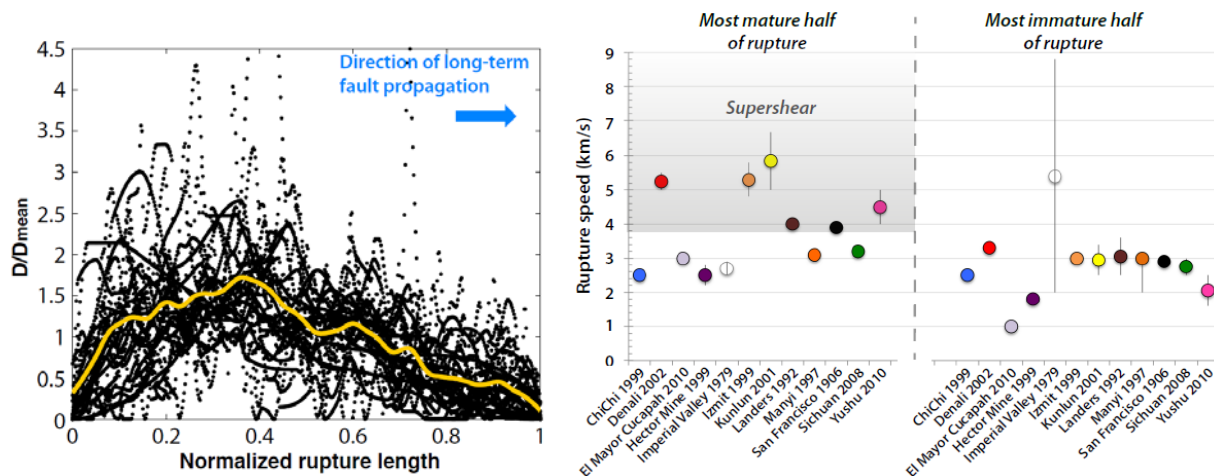 4.5
4
3.5
3
2.5
2
1.5
1
0.5
0
D/Dmean
Direction of long-term
fault propagation
0
0.2
0.4
0.6
0.8
1
Normalized rupture length
Most mature half
of rupture
Most immature half
of rupture
Supershear
Rupture speed (km/s)
9
8
7
6
5
4
3
2
1
0
ChiChi 1999
Denali 2002
El Mayor Cucapah 2010
Hector Mine 1999
Imperial Valley 1979
Izmit 1999
Kunlun 2001
Landers 1992
Manyi 1997
San Francisco 1906
Sichuan 2008
Yushu 2010
ChiChi 1999
Denali 2002
El Mayor Cucapah 2010
Hector Mine 1999
Imperial Valley 1979
Izmit 1999
Kunlun 2001
Landers 1992
Manyi 1997
San Francisco 1906
Sichuan 2008
Yushu 2010